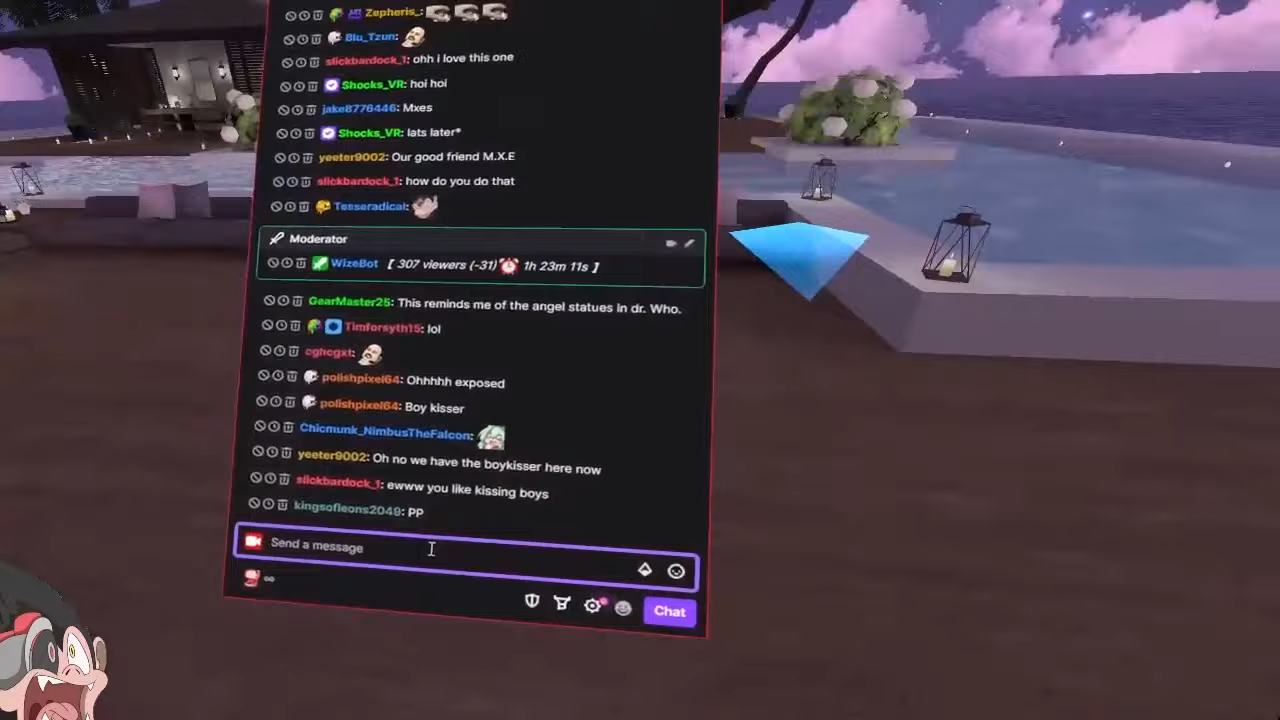 Zepheris_:
Blu_Tzun:
slickbardock_1: ohh i love this one
Shocks_VR: hoi hoi
jake8776446: Mxes
Shocks_VR: lats later*
yeeter9002: Our good friend M.X.E
slickbardock_1: how do you do that
Tesseradical:
Moderator
WizeBot [ 307 viewers (-31) 1h 23m 11s ]
GearMaster25: This reminds me of the angel statues in dr. Who.
Timforsyth15: lol
cghcgxt:
polishpixel64: Ohhhhh exposed
polishpixel64: Boy kisser
Chicmunk_NimbusTheFalcon:
yeeter9002: Oh no we have the boykisser here now
slickbardock_1: ewww you like kissing boys
kingsofleons2049: PP
Send a message
∞
Chat